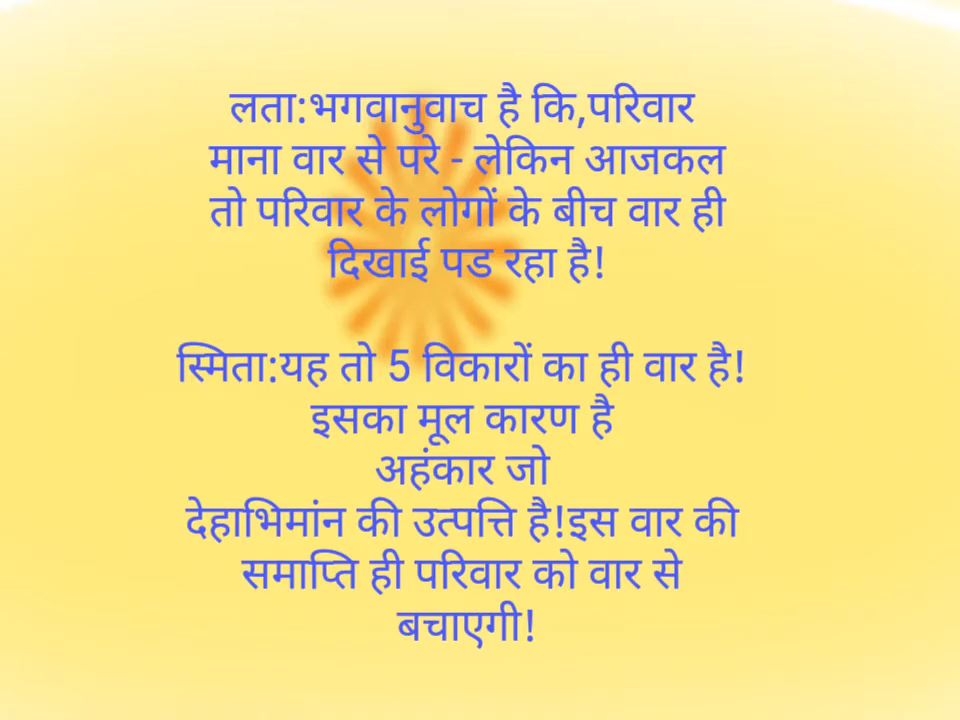 लता:भगवानुवाच है कि,परिवार
माना वार से परे - लेकिन आजकल
तो परिवार के लोगों के बीच वार ही
दिखाई पड रहा है!
स्मिता:यह तो 5 विकारों का ही वार है!
इसका मूल कारण है
अहंकार जो
देहाभिमांन की उत्पत्ति है!इस वार की
समाप्ति ही परिवार को वार से
बचाएगी!